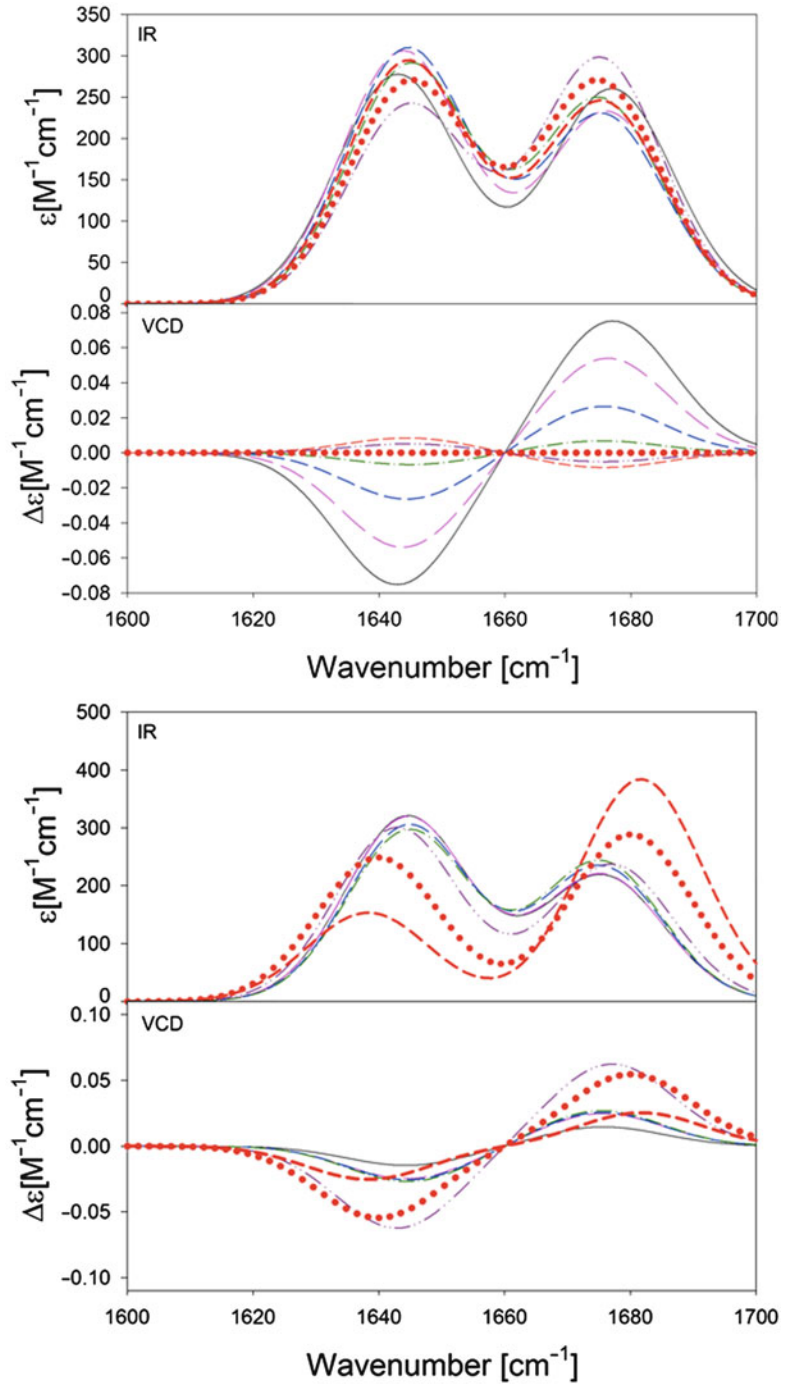 IR
350
300
250
200
150
100
50
0
ε[M⁻¹cm⁻¹]
VCD
0.08
0.06
0.04
0.02
0.00
−0.02
−0.04
−0.06
−0.08
Δε[M⁻¹cm⁻¹]
1600 1620 1640 1660 1680 1700
Wavenumber [cm⁻¹]
IR
500
400
300
200
100
0
ε[M⁻¹cm⁻¹]
VCD
0.10
0.05
0.00
−0.05
−0.10
Δε[M⁻¹cm⁻¹]
1600 1620 1640 1660 1680 1700
Wavenumber [cm⁻¹]